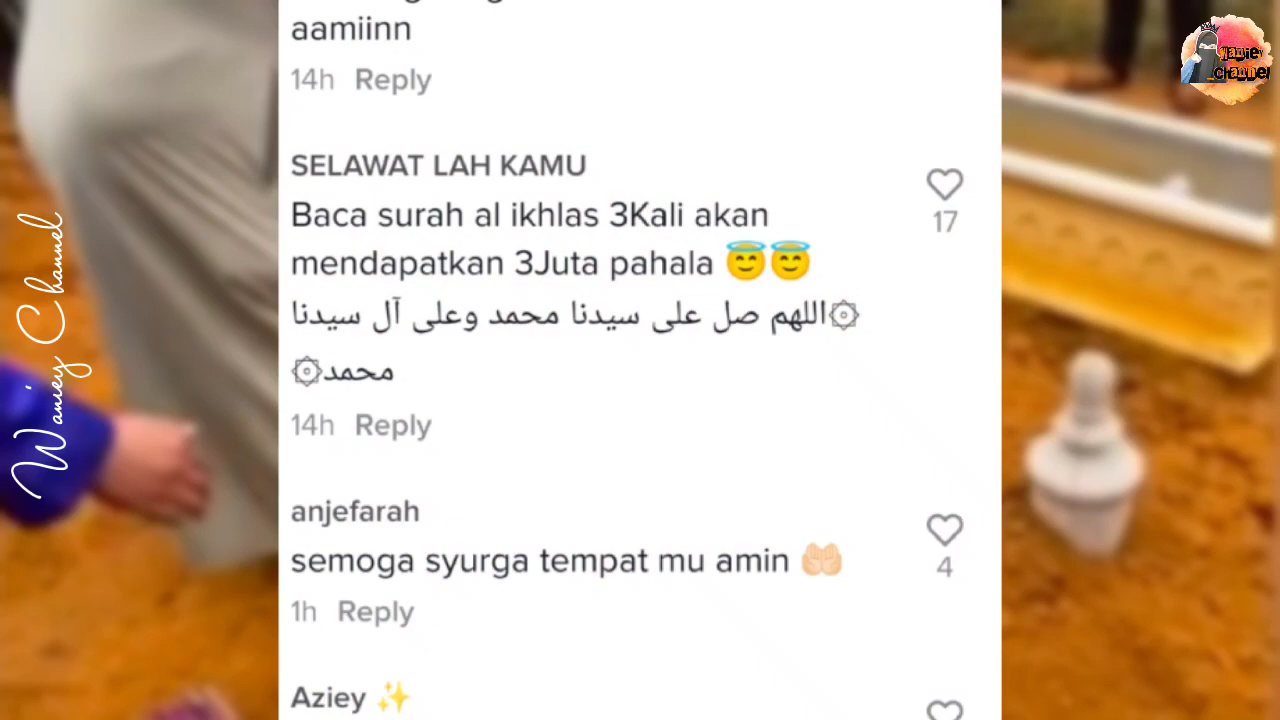 aamiinn
14h Reply
SELAWAT LAH KAMU
Baca surah al ikhlas 3Kali akan
mendapatkan 3Juta pahala 😇😇
۞اللهم صل على سيدنا محمد وعلى آل سيدنا
محمد۞
17
14h Reply
anjefarah
semoga syurga tempat mu amin 🤲🏻
4
1h Reply
Aziey ✨
Waniey Channel
Waniey
Channel